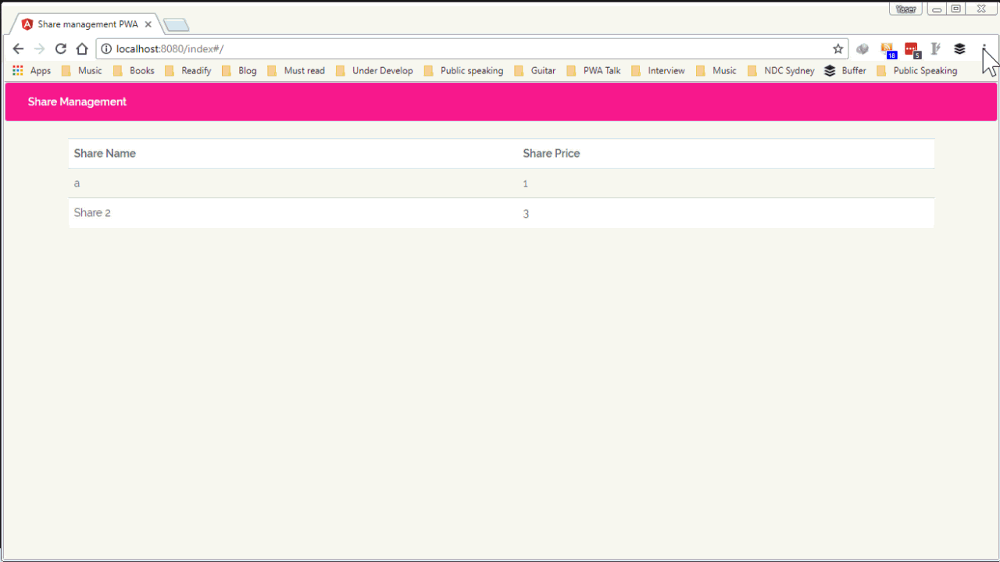 Yaser
Share management PWA
localhost:8080/index#/
18 5
Apps Music Books Readify Blog Must read Under Develop Public speaking Guitar PWA Talk Interview Music NDC Sydney Buffer Public Speaking
Share Management
Share Name Share Price
a 1
Share 2 3